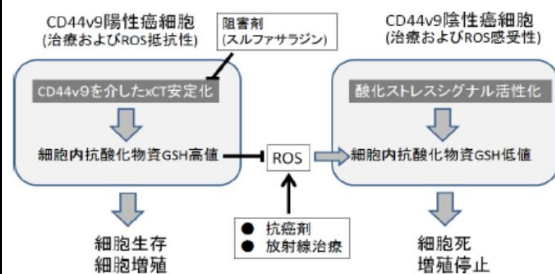 CD44v9陽性癌細胞
(治療およびROS抵抗性)
阻害剤
(スルファサラジン)
CD44v9陰性癌細胞
(治療およびROS感受性)
CD44v9を介したxCT安定化
酸化ストレスシグナル活性化
細胞内抗酸化物資GSH高値
ROS
細胞内抗酸化物資GSH低値
● 抗癌剤
● 放射線治療
細胞生存
細胞増殖
細胞死
増殖停止